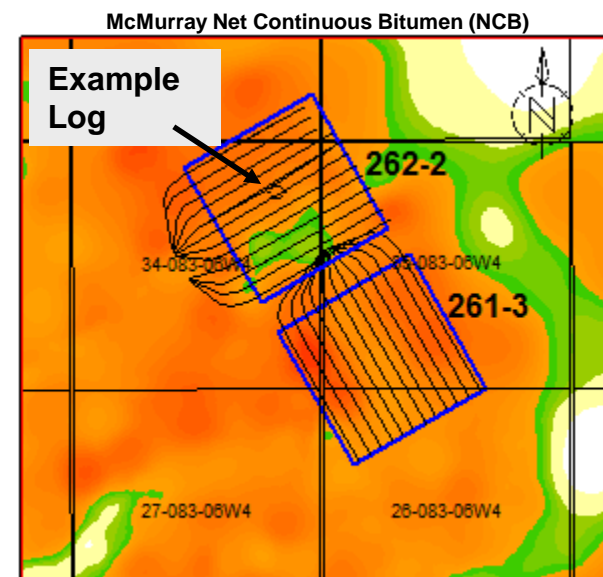 McMurray Net Continuous Bitumen (NCB)
Example
Log
N
262-2
34-083-06W4
35-083-06W4
261-3
27-083-06W4
26-083-06W4